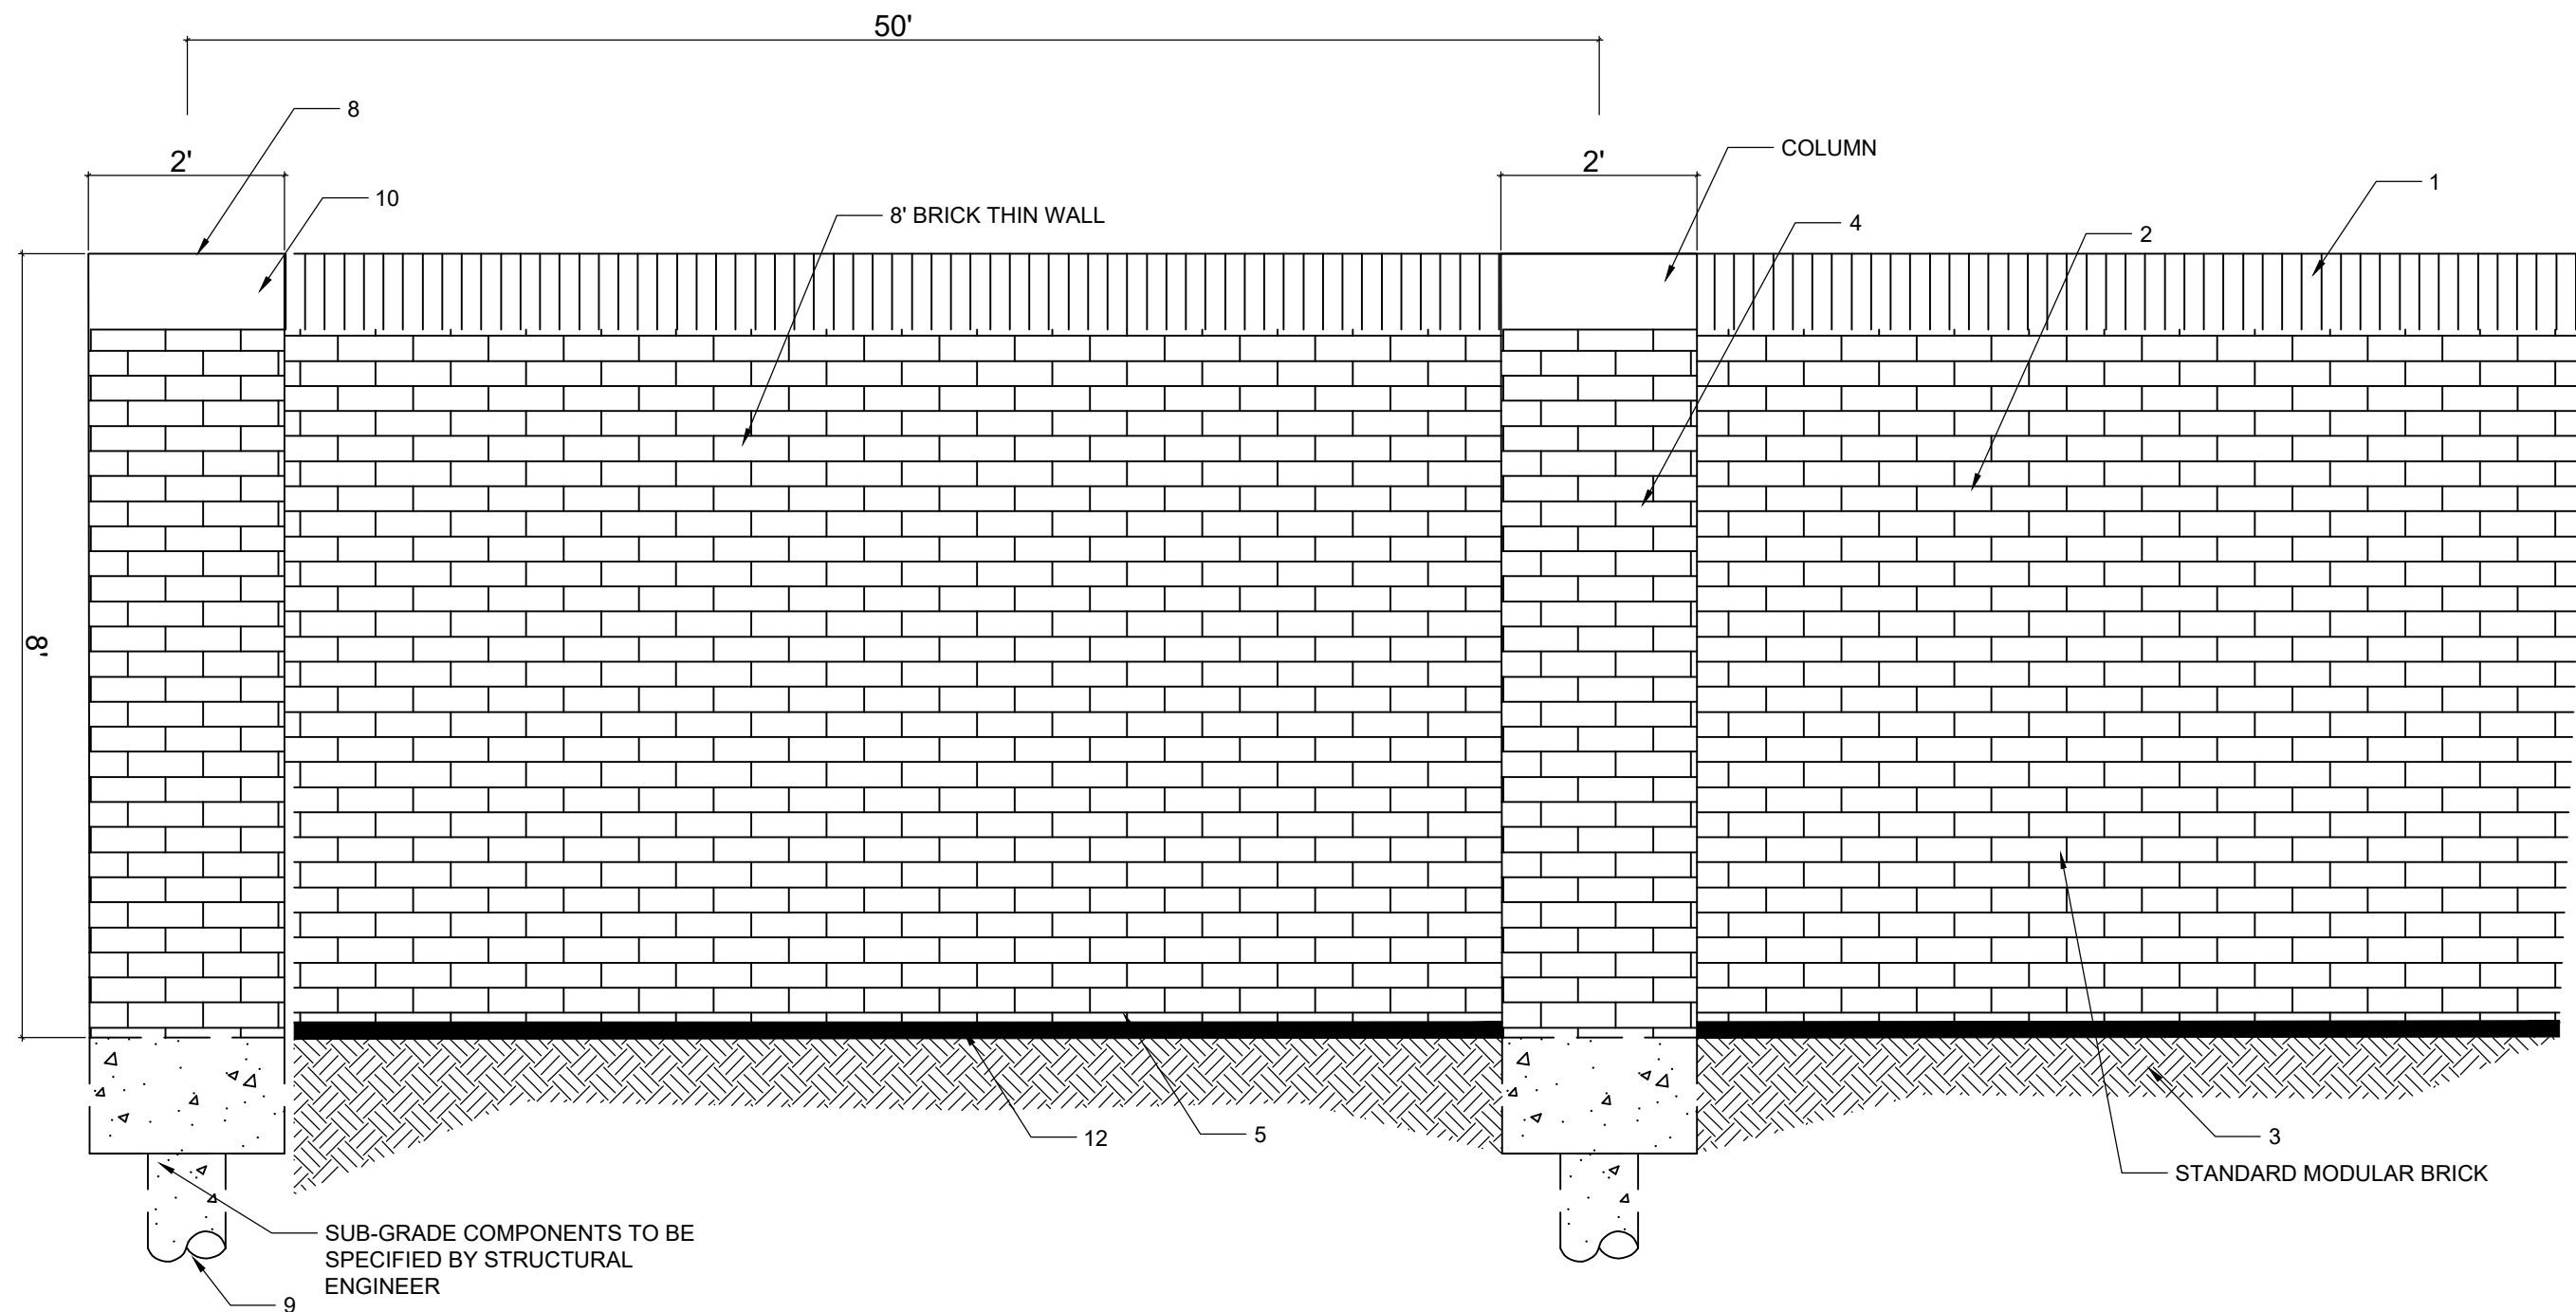 50'
8
2'
COLUMN
2'
1
10
8' BRICK THIN WALL
4
2
8'
12
5
3
STANDARD MODULAR BRICK
SUB-GRADE COMPONENTS TO BE
SPECIFIED BY STRUCTURAL
ENGINEER
9